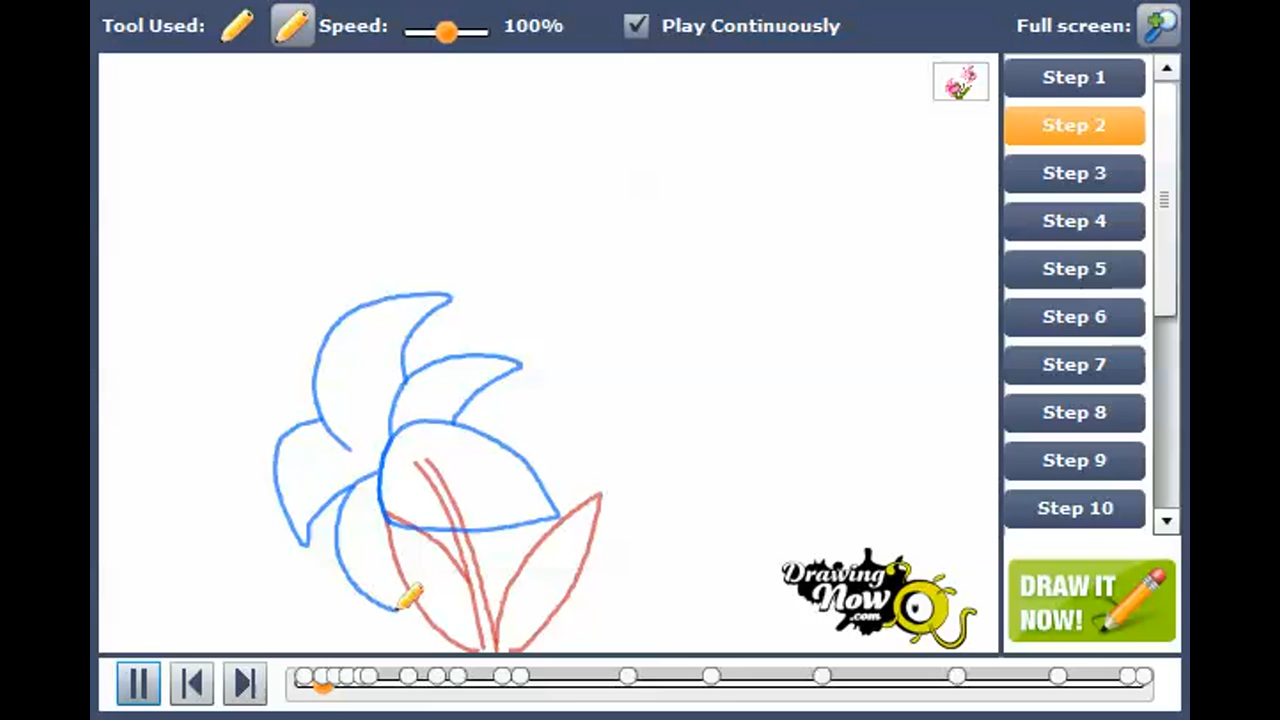 Tool Used: Speed: 100% Play Continuously Full screen:
Step 1
Step 2
Step 3
Step 4
Step 5
Step 6
Step 7
Step 8
Step 9
Step 10
Drawing
Now
.com
DRAW IT
NOW!